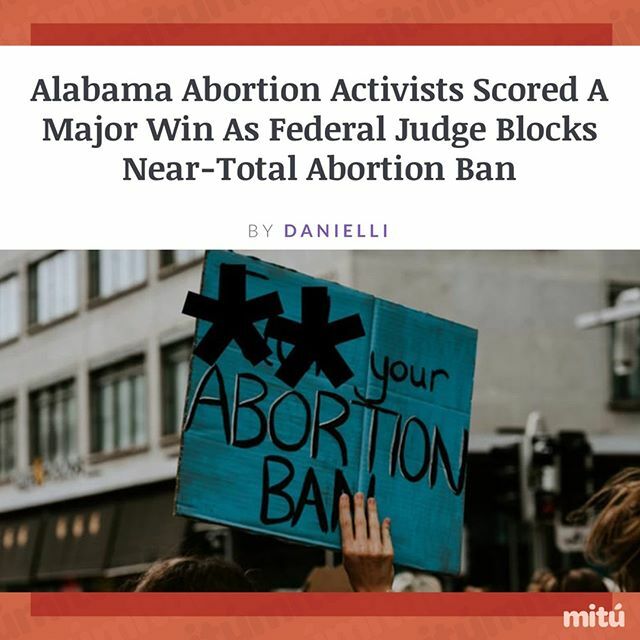 Alabama Abortion Activists Scored A
Major Win As Federal Judge Blocks
Near-Total Abortion Ban
BY DANIELLI
your
ABORTION
BAN
mitú